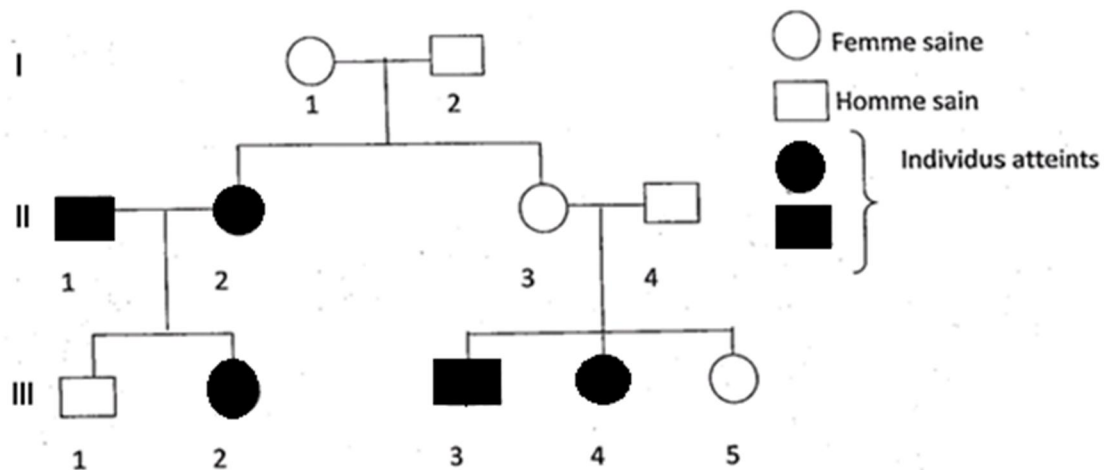 I
1 2
II
1 2 3 4
III
1 2 3 4 5
Femme saine
Homme sain
Individus atteints